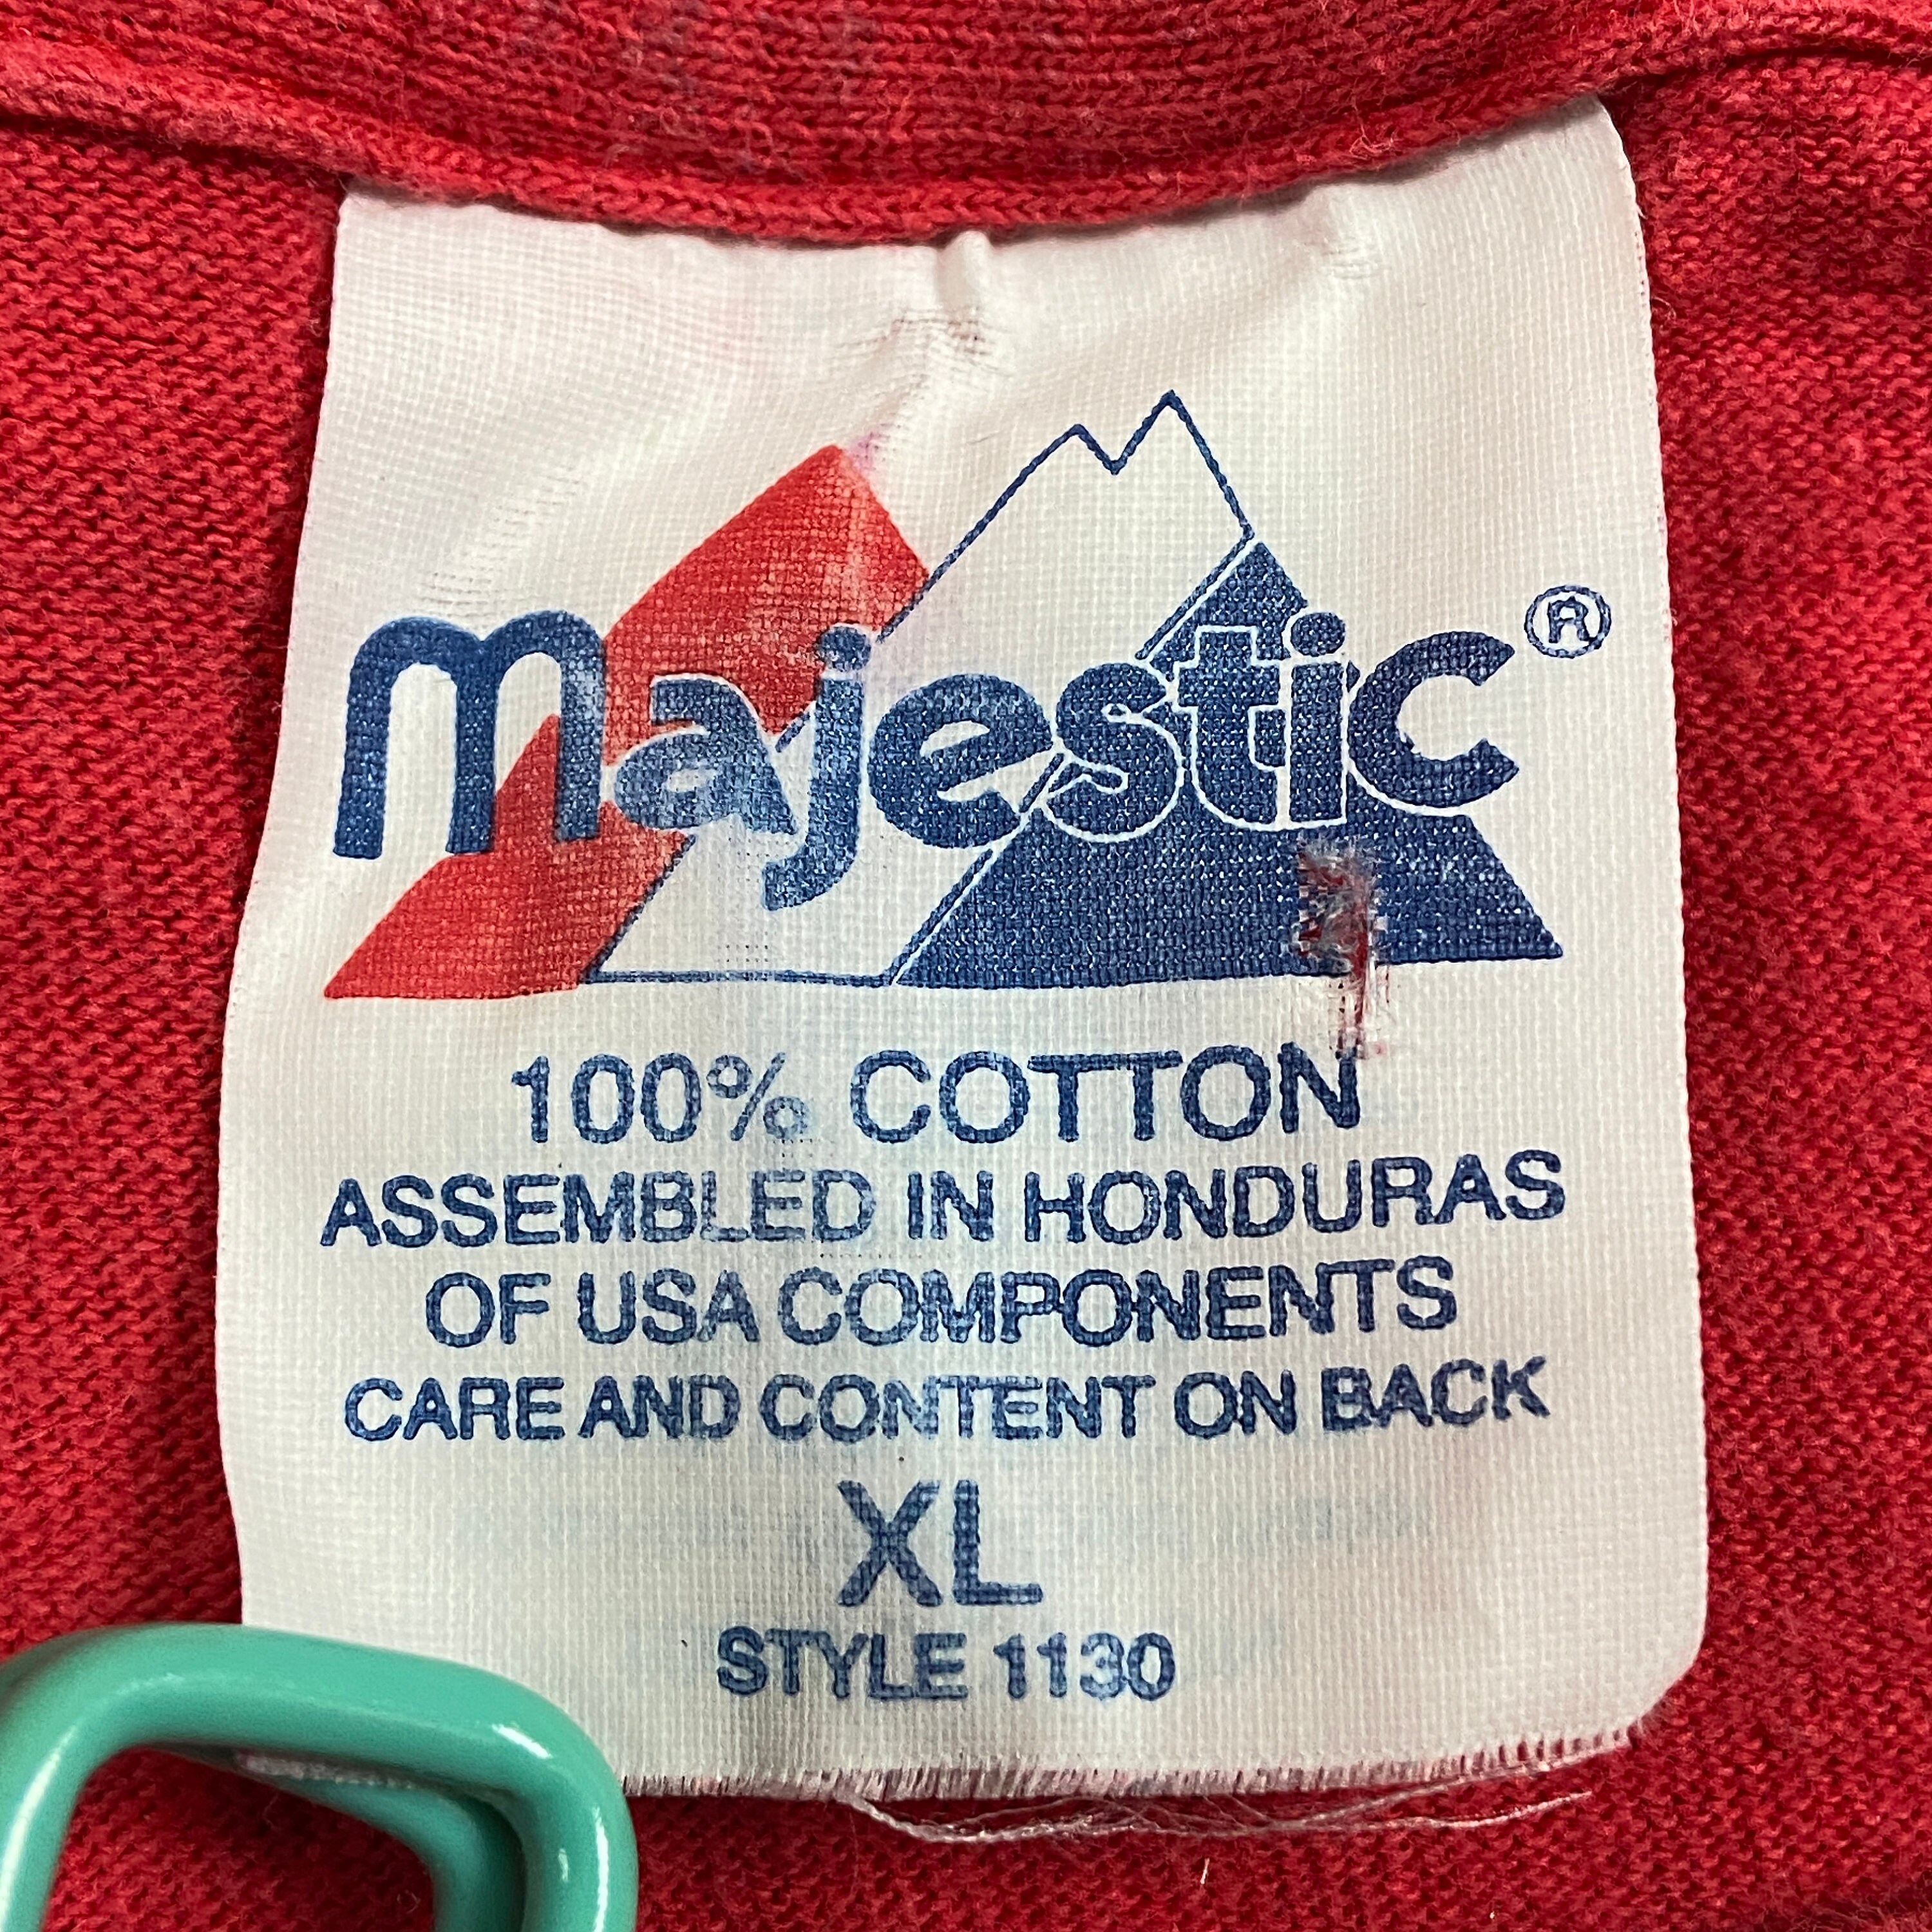 majestic®
100% COTTON
ASSEMBLED IN HONDURAS
OF USA COMPONENTS
CARE AND CONTENT ON BACK
XL
STYLE 1130